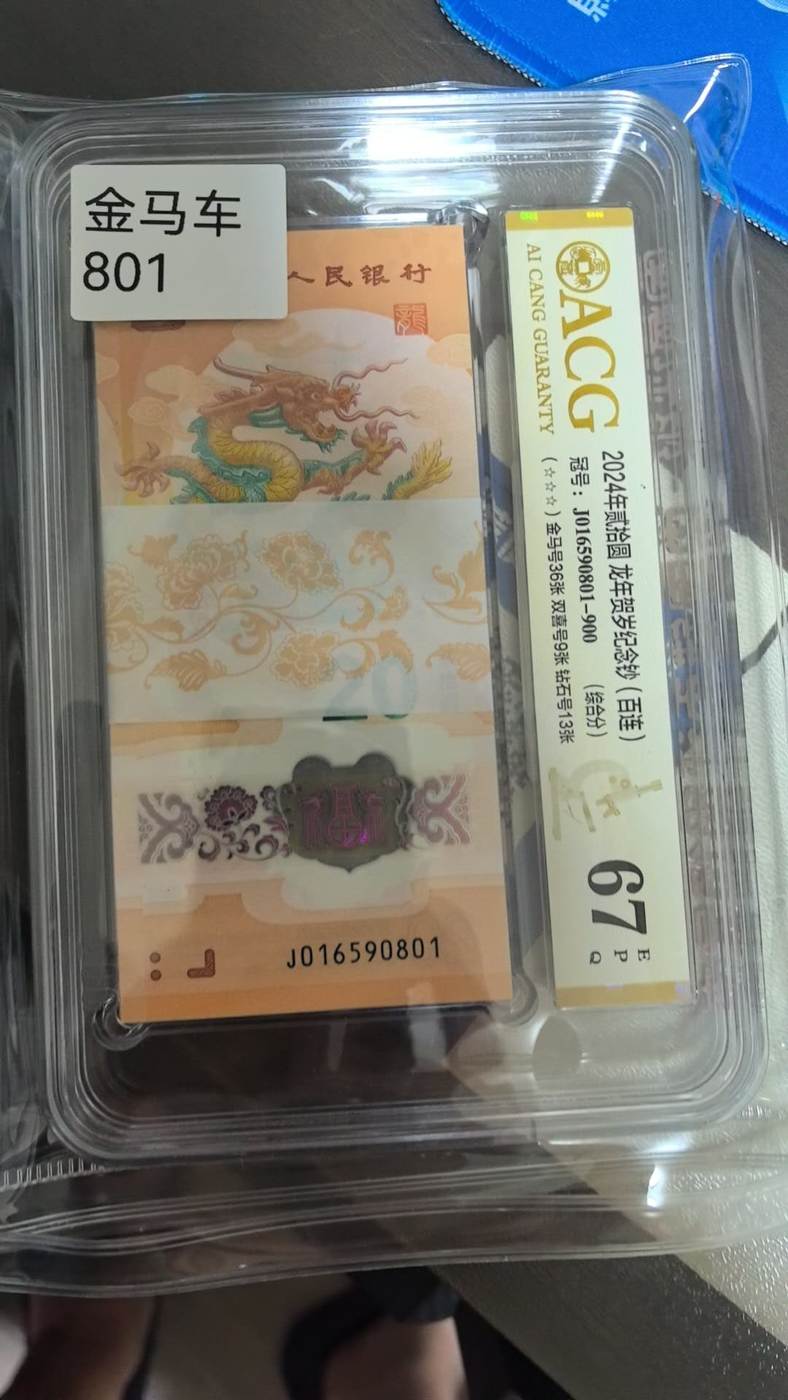 金马车
801
人民银行
20
J016590801
ACG
AI CANG GUARANTY
2024年贰拾圆 龙年贺岁纪念钞（百连）
冠号：J016590801-900 （综合分）
（☆☆☆）金马号36张 双喜号9张 钻石号13张
67
E
P
Q